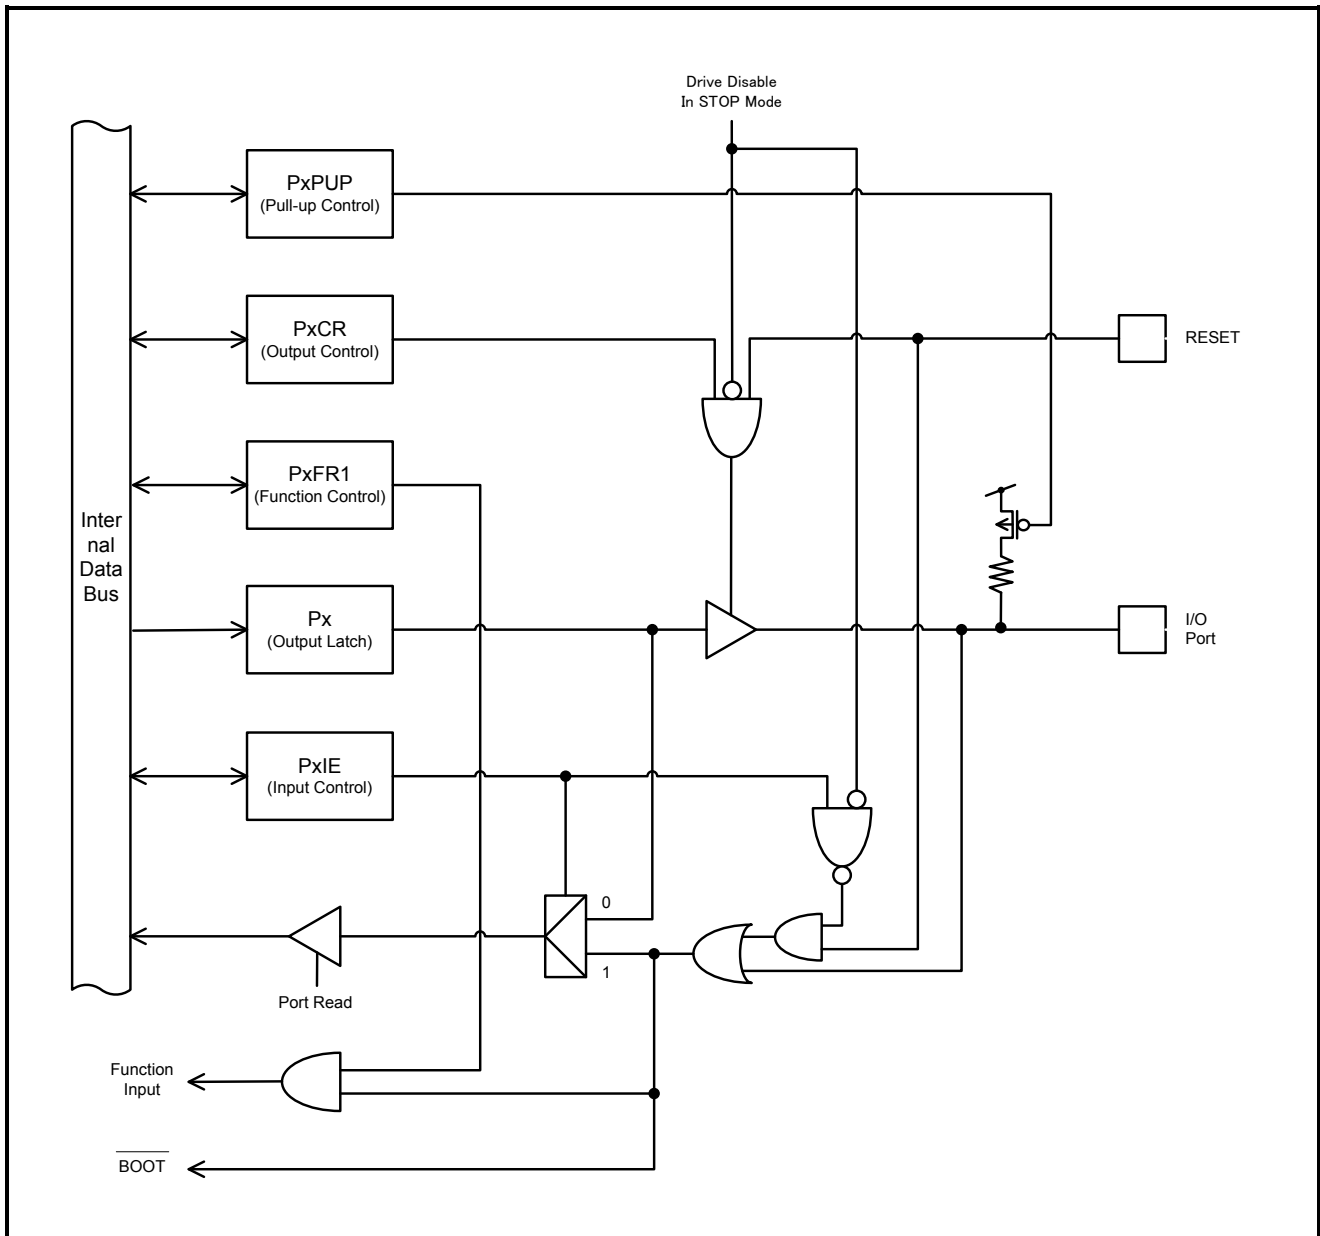 Drive Disable
In STOP Mode
PxPUP
(Pull-up Control)
PxCR
(Output Control)
RESET
PxFR1
(Function Control)
Inter
nal
Data
Bus
Px
(Output Latch)
I/O
Port
PxIE
(Input Control)
0
1
Port Read
Function
Input
BOOT